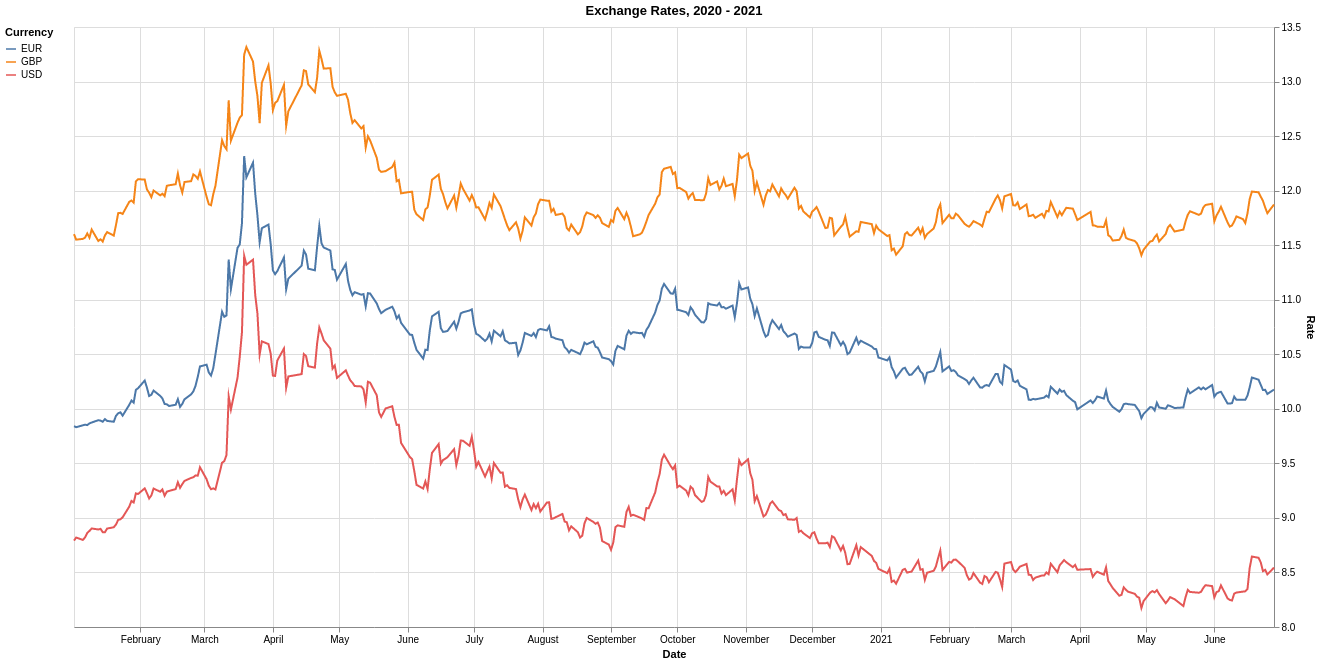 Exchange Rates, 2020 - 2021
Currency
EUR
GBP
USD
13.5
13.0
12.5
12.0
11.5
11.0
10.5
10.0
9.5
9.0
8.5
8.0
Rate
February March April May June July August September October November December 2021 February March April May June
Date